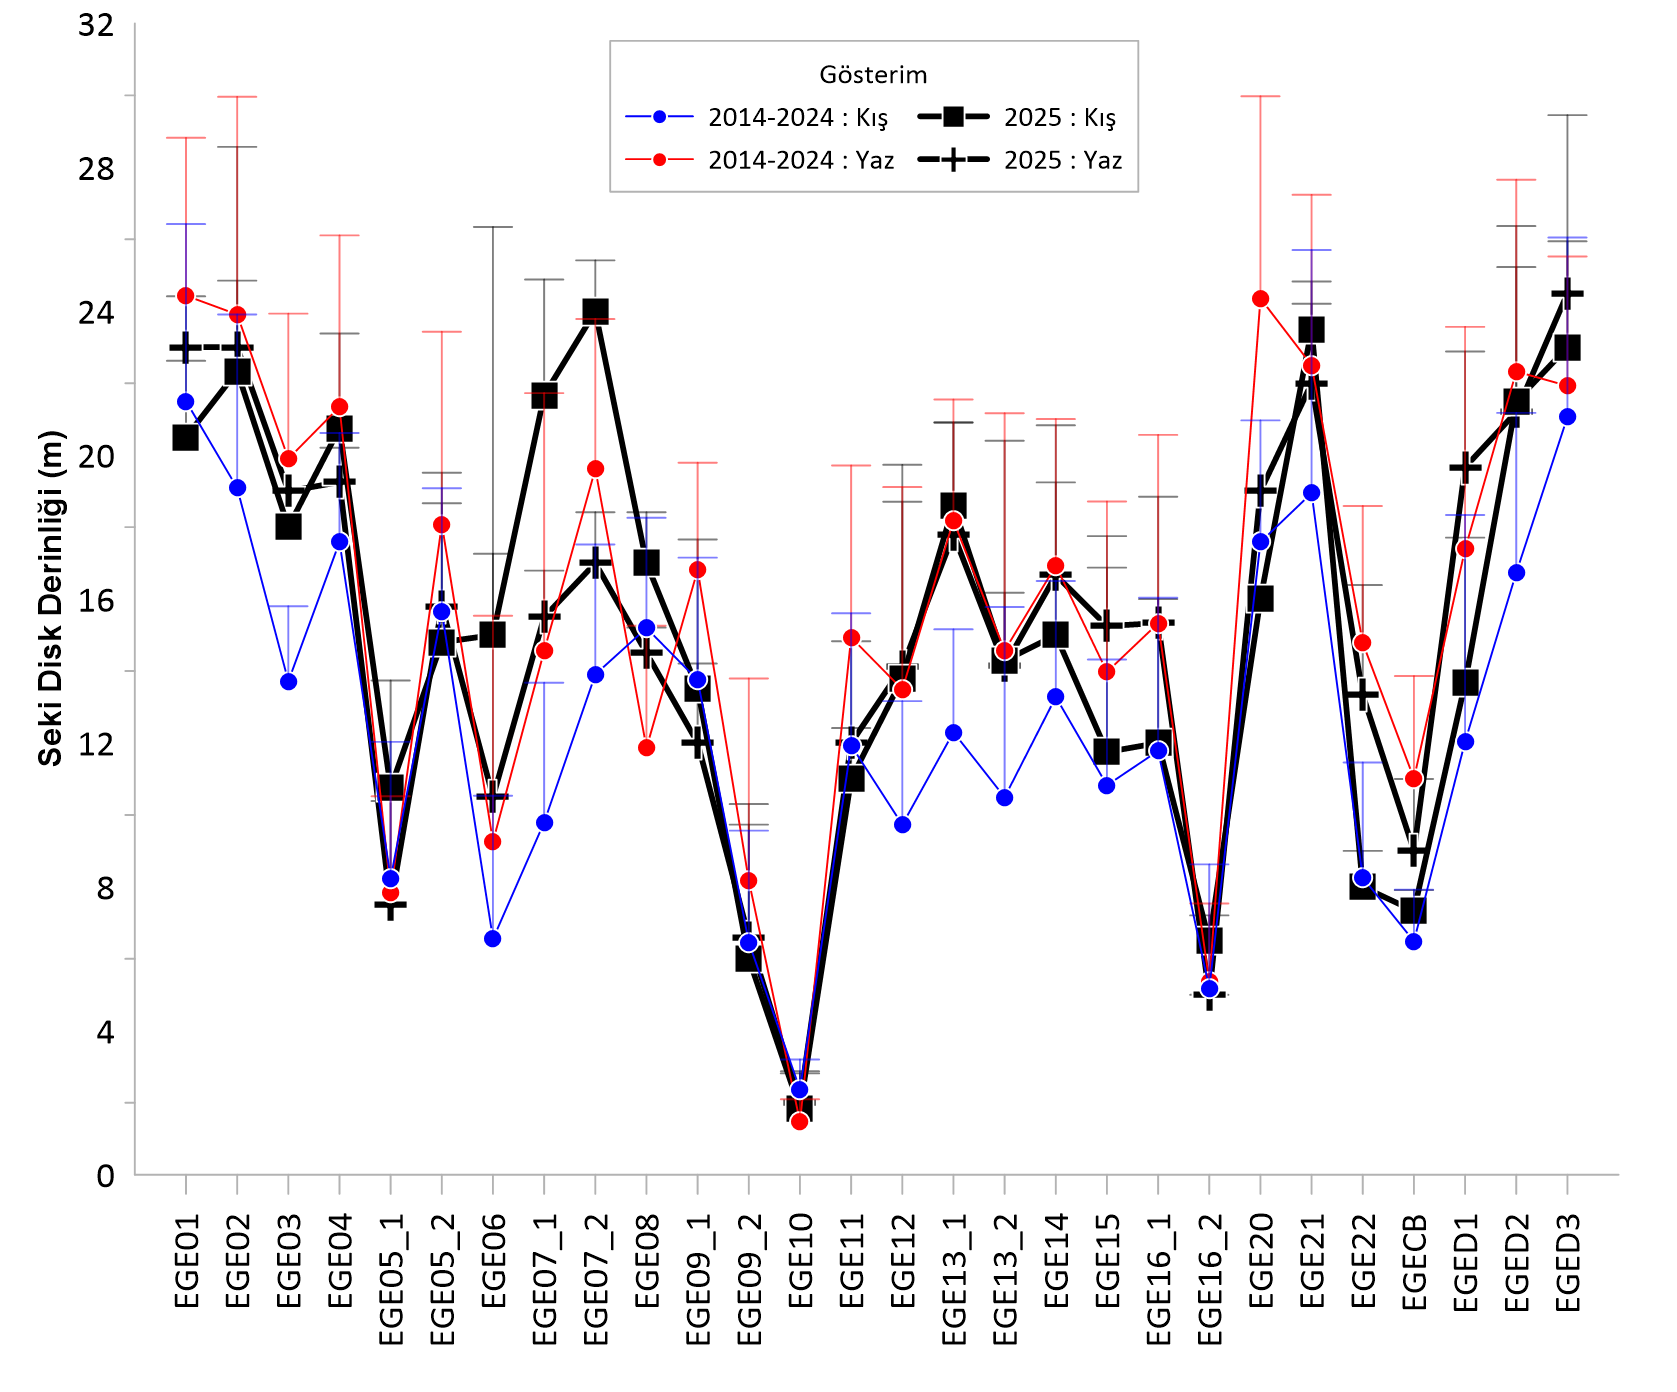 Seki Disk Derinliği (m)
32
28
24
20
16
12
8
4
0
Gösterim
2014-2024 : Kış
2025 : Kış
2014-2024 : Yaz
2025 : Yaz
EGE01
EGE02
EGE03
EGE04
EGE05_1
EGE05_2
EGE06
EGE07_1
EGE07_2
EGE08
EGE09_1
EGE09_2
EGE10
EGE11
EGE12
EGE13_1
EGE13_2
EGE14
EGE15
EGE16_1
EGE16_2
EGE20
EGE21
EGE22
EGECB
EGED1
EGED2
EGED3